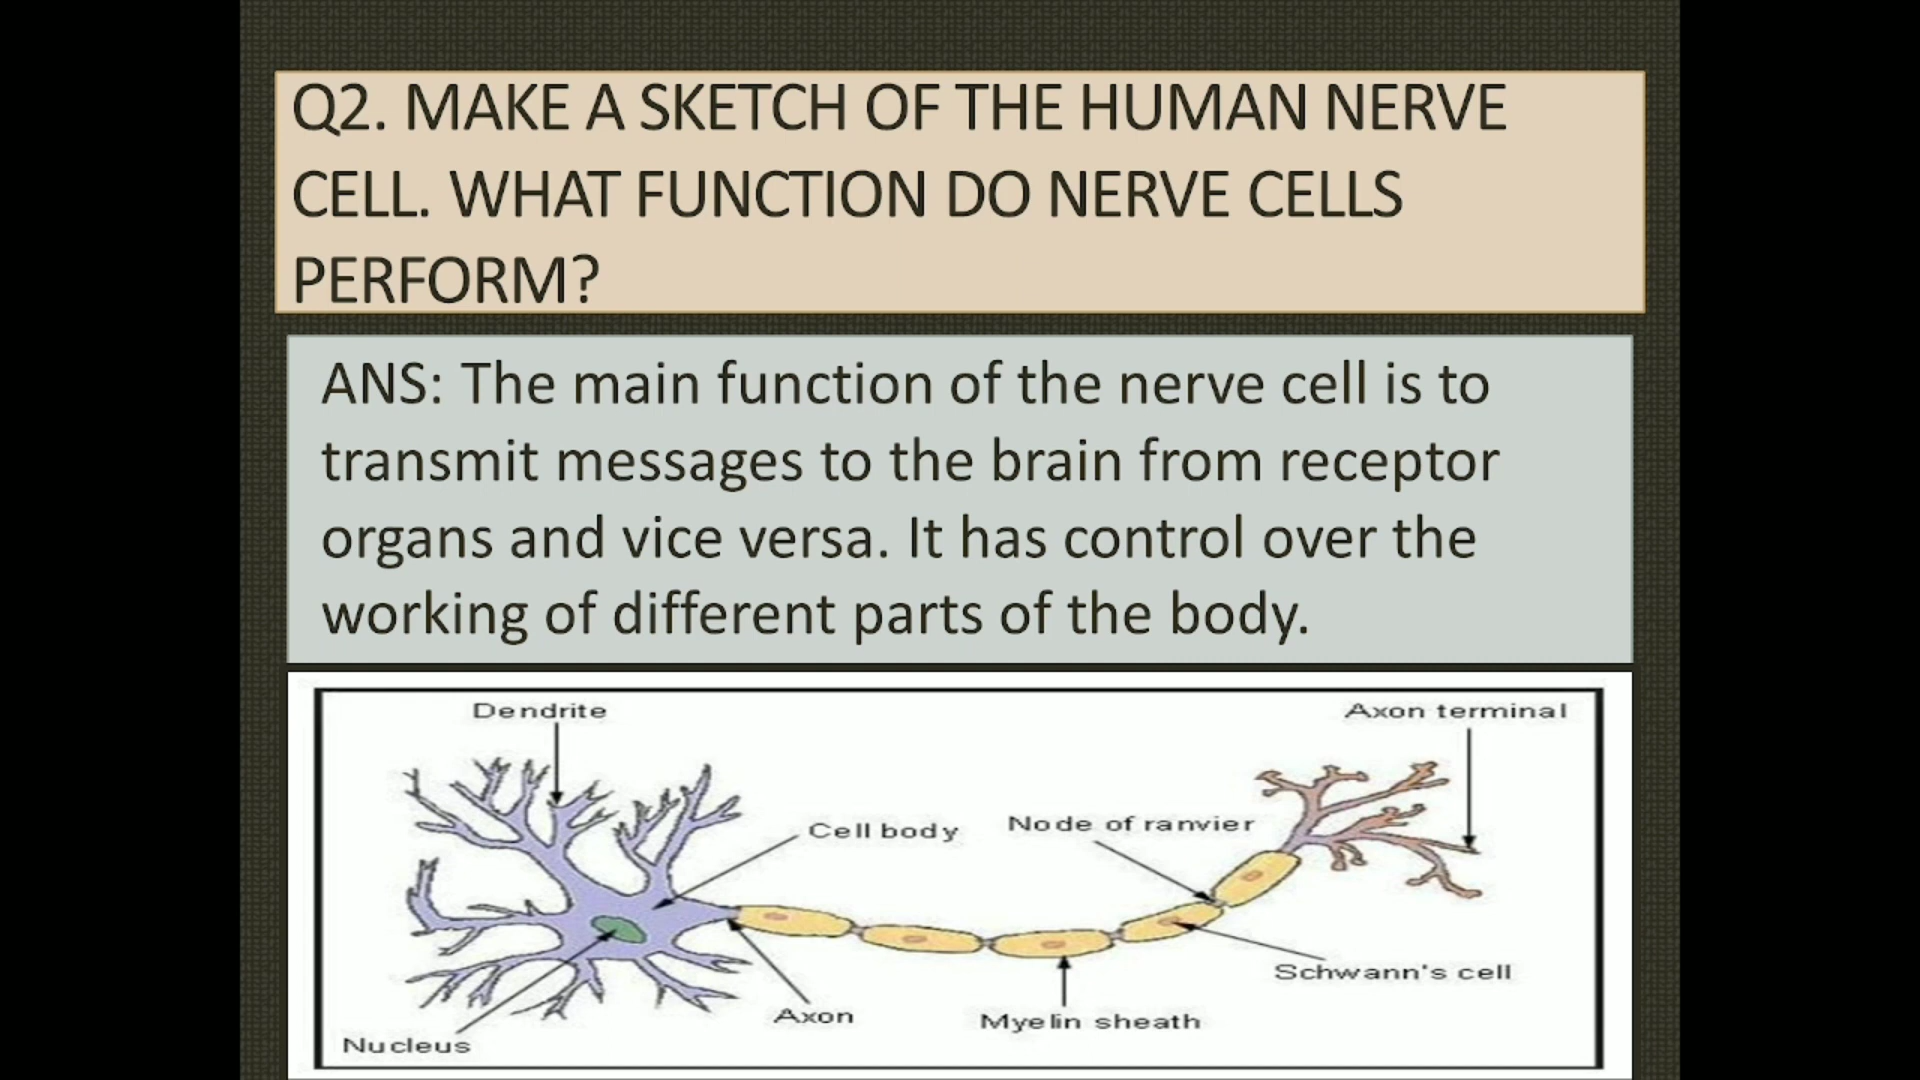 Q2. MAKE A SKETCH OF THE HUMAN NERVE
CELL. WHAT FUNCTION DO NERVE CELLS
PERFORM?
ANS: The main function of the nerve cell is to
transmit messages to the brain from receptor
organs and vice versa. It has control over the
working of different parts of the body.
Dendrite
Axon terminal
Cell body
Node of ranvier
Schwann's cell
Axon
Myelin sheath
Nucleus